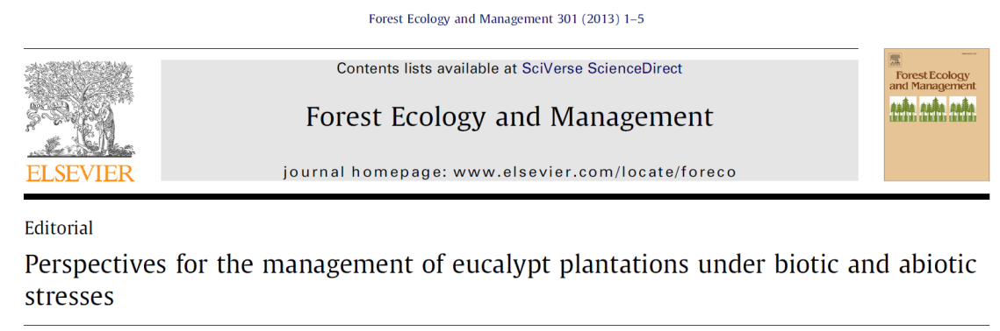 Forest Ecology and Management 301 (2013) 1–5
Contents lists available at SciVerse ScienceDirect
Forest Ecology and Management
journal homepage: www.elsevier.com/locate/foreco
ELSEVIER
Forest Ecology
and Management
Editorial
Perspectives for the management of eucalypt plantations under biotic and abiotic
stresses